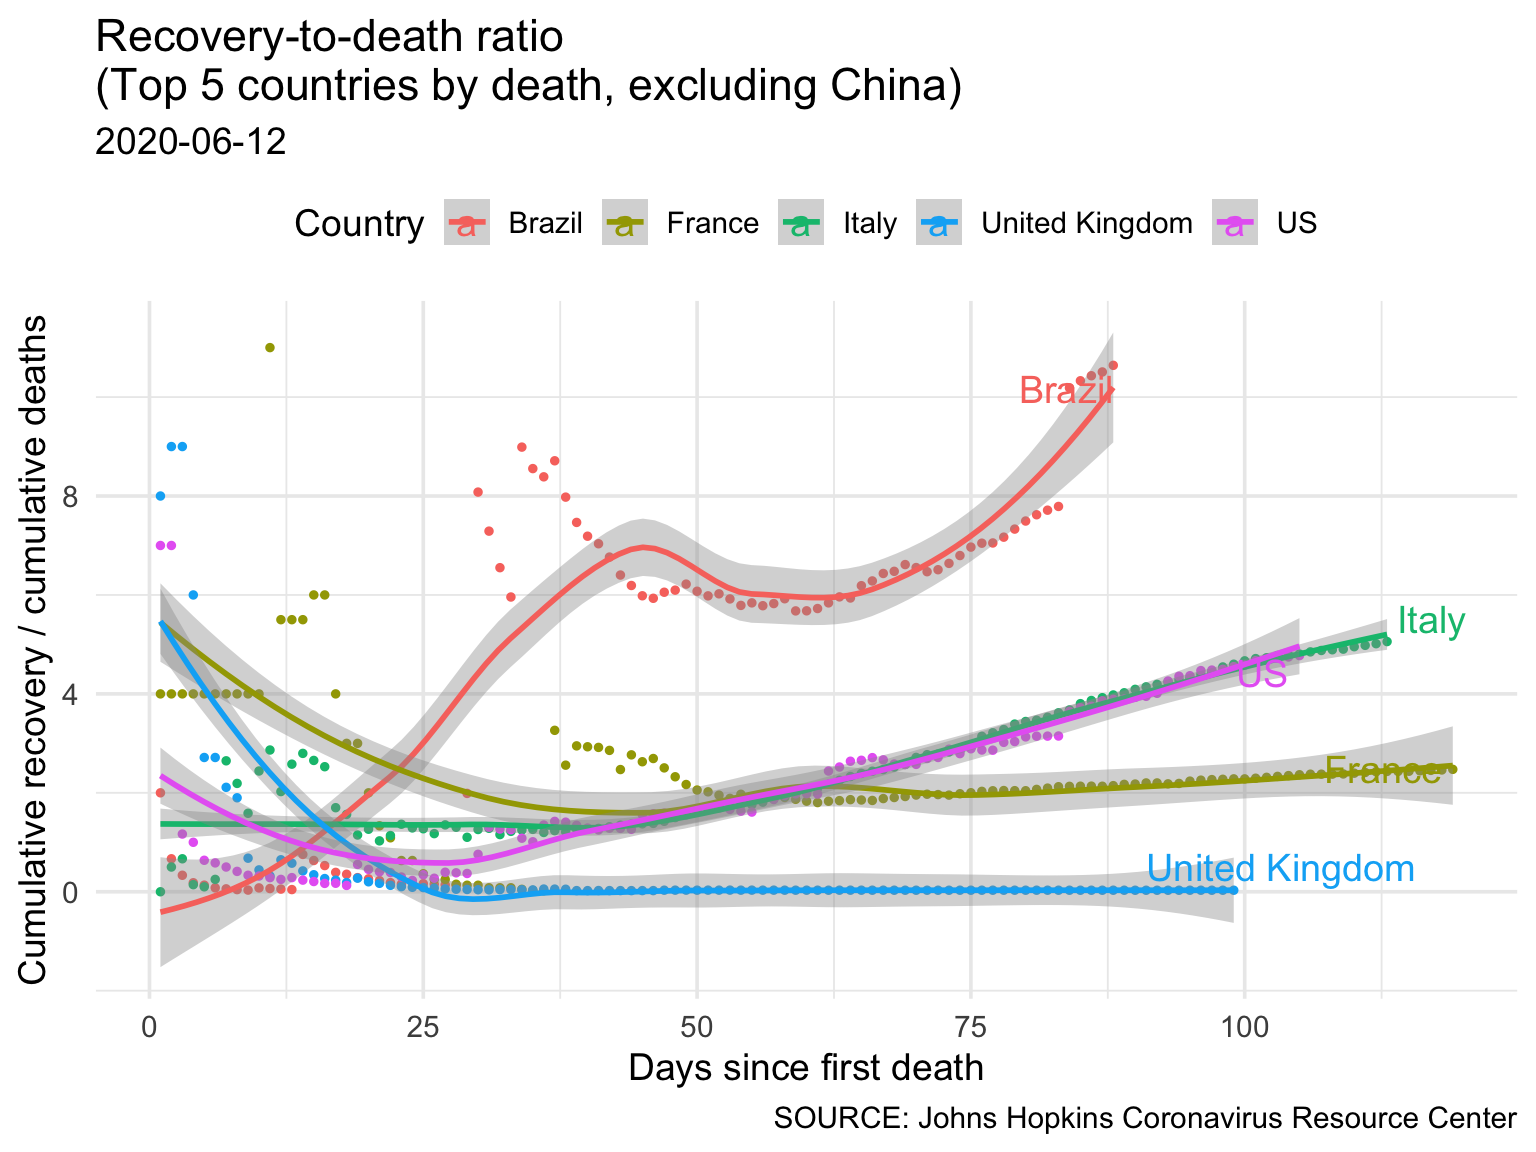 Recovery-to-death ratio
(Top 5 countries by death, excluding China)
2020-06-12
Country a Brazil a France a Italy a United Kingdom a US
Cumulative recovery / cumulative deaths
8
4
0
Brazil
Italy
US
France
United Kingdom
0 25 50 75 100
Days since first death
SOURCE: Johns Hopkins Coronavirus Resource Center